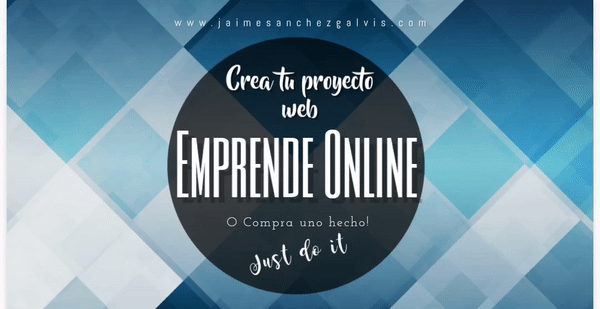 www.jaimesanchezgalvis.com
Crea tu proyecto
web
EMPRENDE ONLINE
O Compra uno hecho!
Just do it